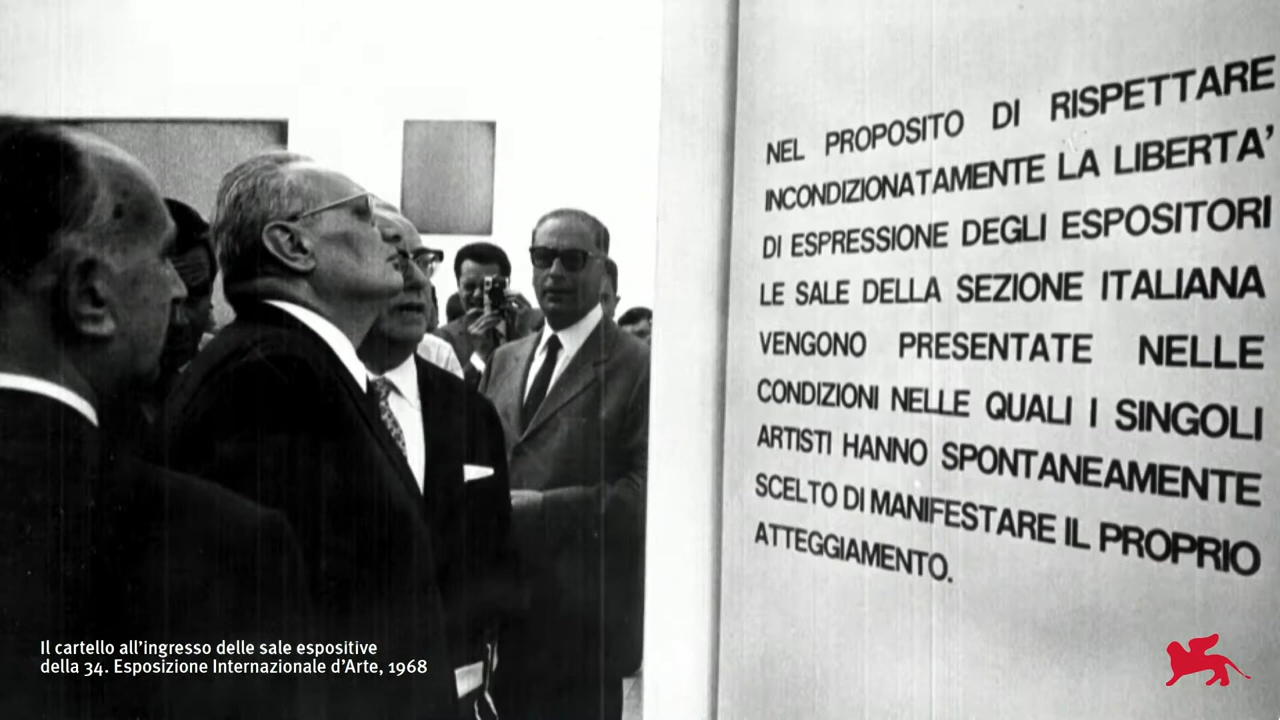 NEL PROPOSITO DI RISPETTARE
INCONDIZIONATAMENTE LA LIBERTA'
DI ESPRESSIONE DEGLI ESPOSITORI
LE SALE DELLA SEZIONE ITALIANA
VENGONO PRESENTATE NELLE
CONDIZIONI NELLE QUALI I SINGOLI
ARTISTI HANNO SPONTANEAMENTE
SCELTO DI MANIFESTARE IL PROPRIO
ATTEGGIAMENTO.
Il cartello all'ingresso delle sale espositive
della 34. Esposizione Internazionale d'Arte, 1968